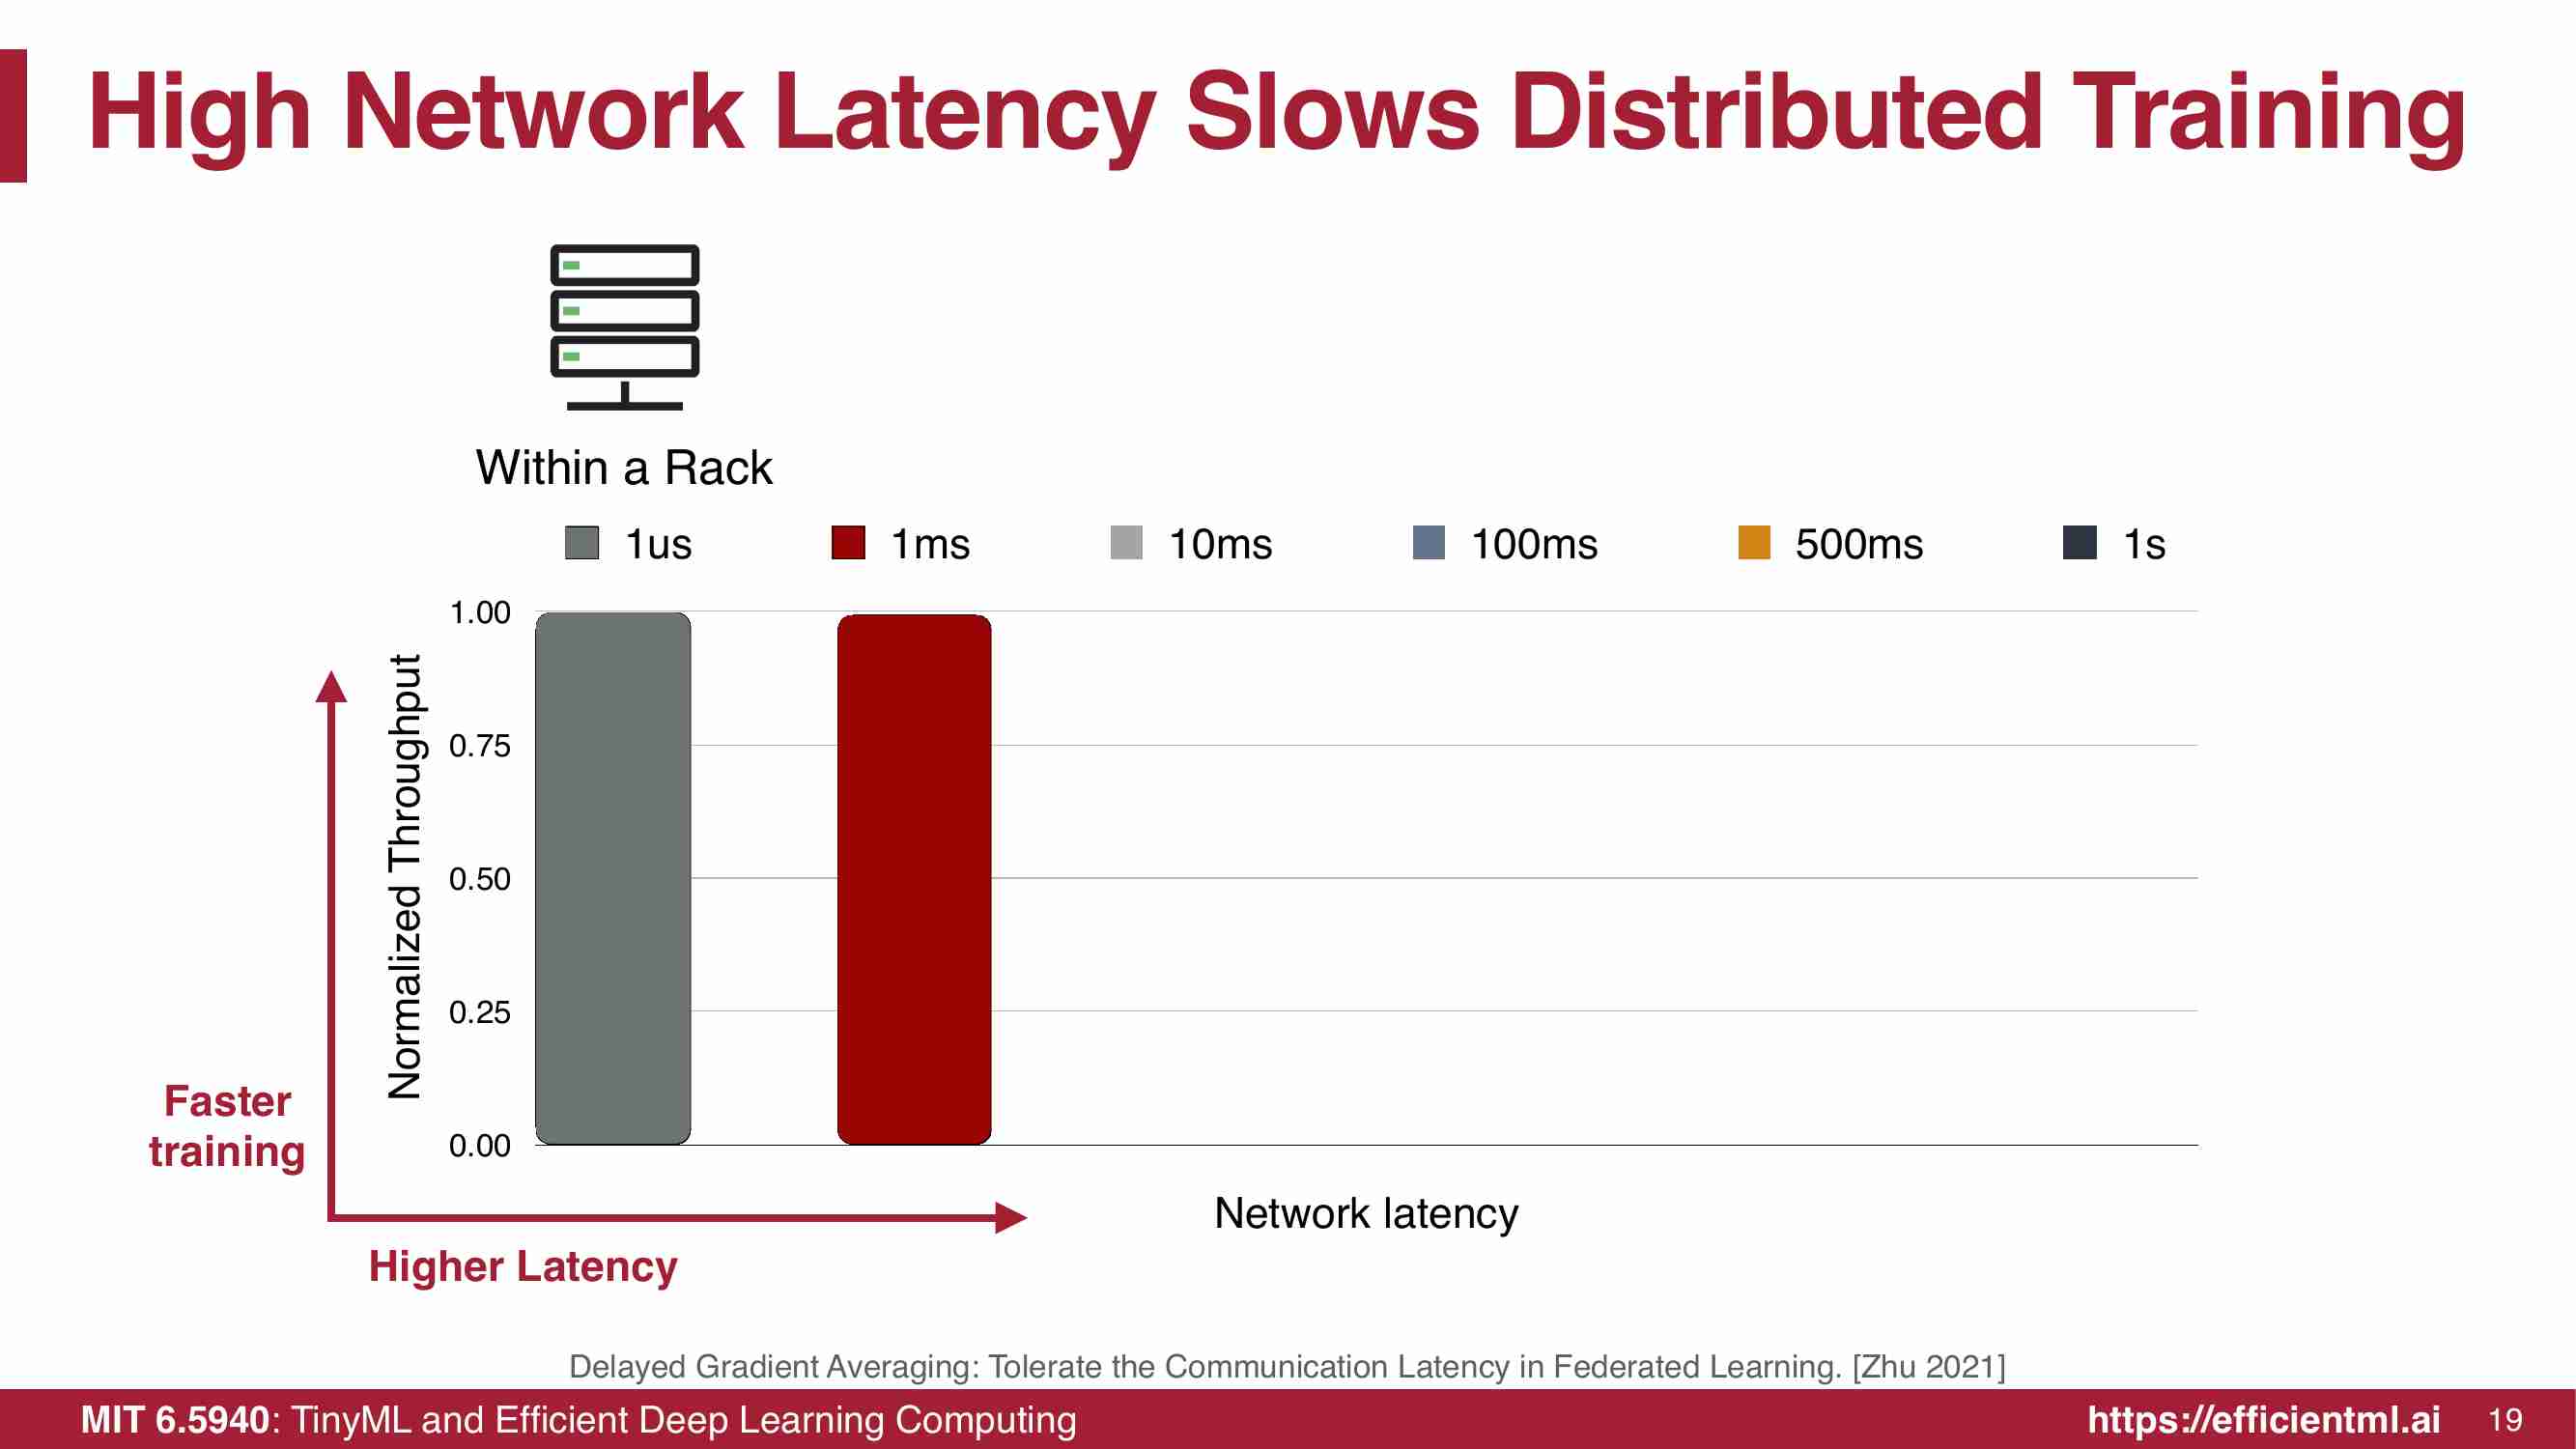 High Network Latency Slows Distributed Training
Within a Rack
1us 1ms 10ms 100ms 500ms 1s
1.00
0.75
0.50
0.25
0.00
Normalized Throughput
Faster
training
Network latency
Higher Latency
Delayed Gradient Averaging: Tolerate the Communication Latency in Federated Learning. [Zhu 2021]
MIT 6.5940: TinyML and Efficient Deep Learning Computing https://efficientml.ai 19